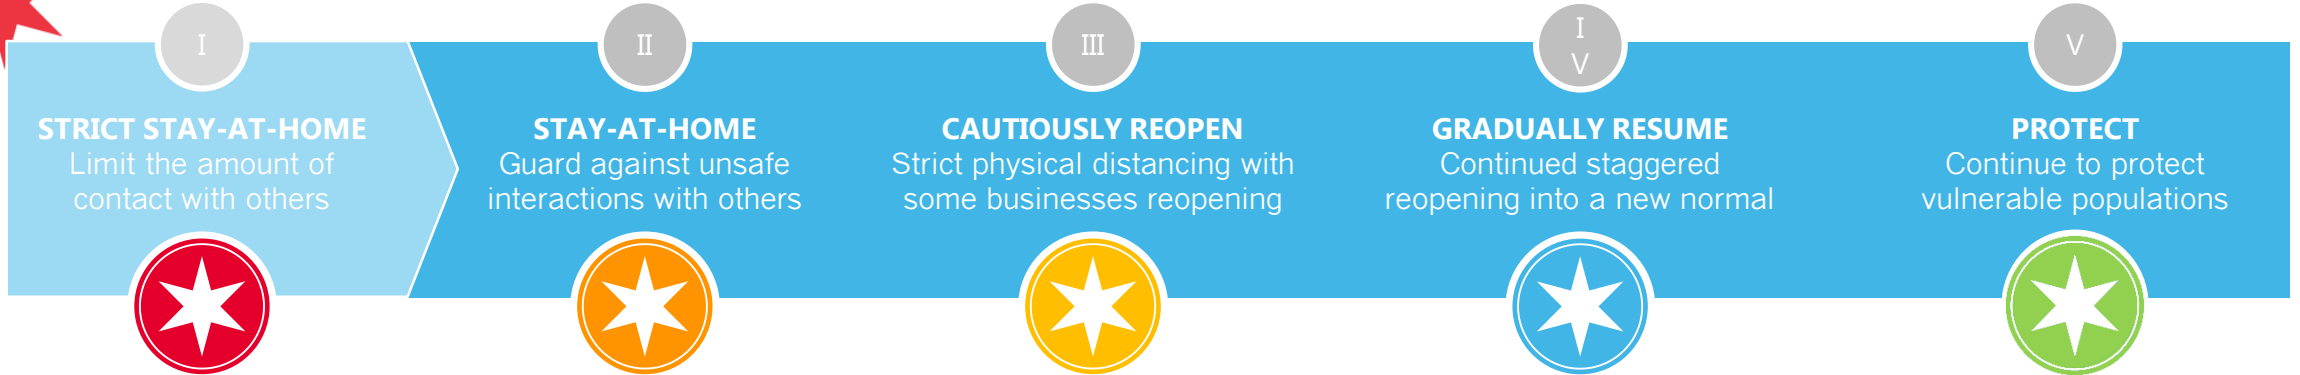 I
STRICT STAY-AT-HOME
Limit the amount of
contact with others
II
STAY-AT-HOME
Guard against unsafe
interactions with others
III
CAUTIOUSLY REOPEN
Strict physical distancing with
some businesses reopening
I
V
GRADUALLY RESUME
Continued staggered
reopening into a new normal
V
PROTECT
Continue to protect
vulnerable populations